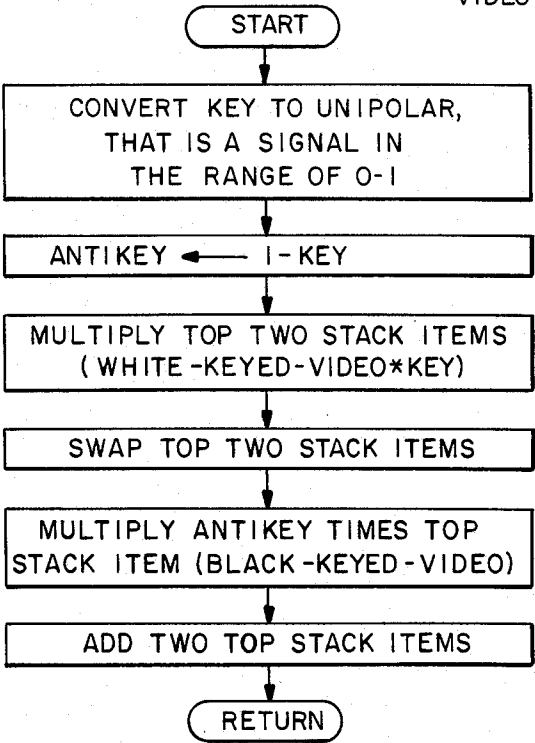 VIDEO
START
CONVERT KEY TO UNIPOLAR,
THAT IS A SIGNAL IN
THE RANGE OF 0-1
ANTIKEY ← 1-KEY
MULTIPLY TOP TWO STACK ITEMS
(WHITE-KEYED-VIDEO*KEY)
SWAP TOP TWO STACK ITEMS
MULTIPLY ANTIKEY TIMES TOP
STACK ITEM (BLACK-KEYED-VIDEO)
ADD TWO TOP STACK ITEMS
RETURN